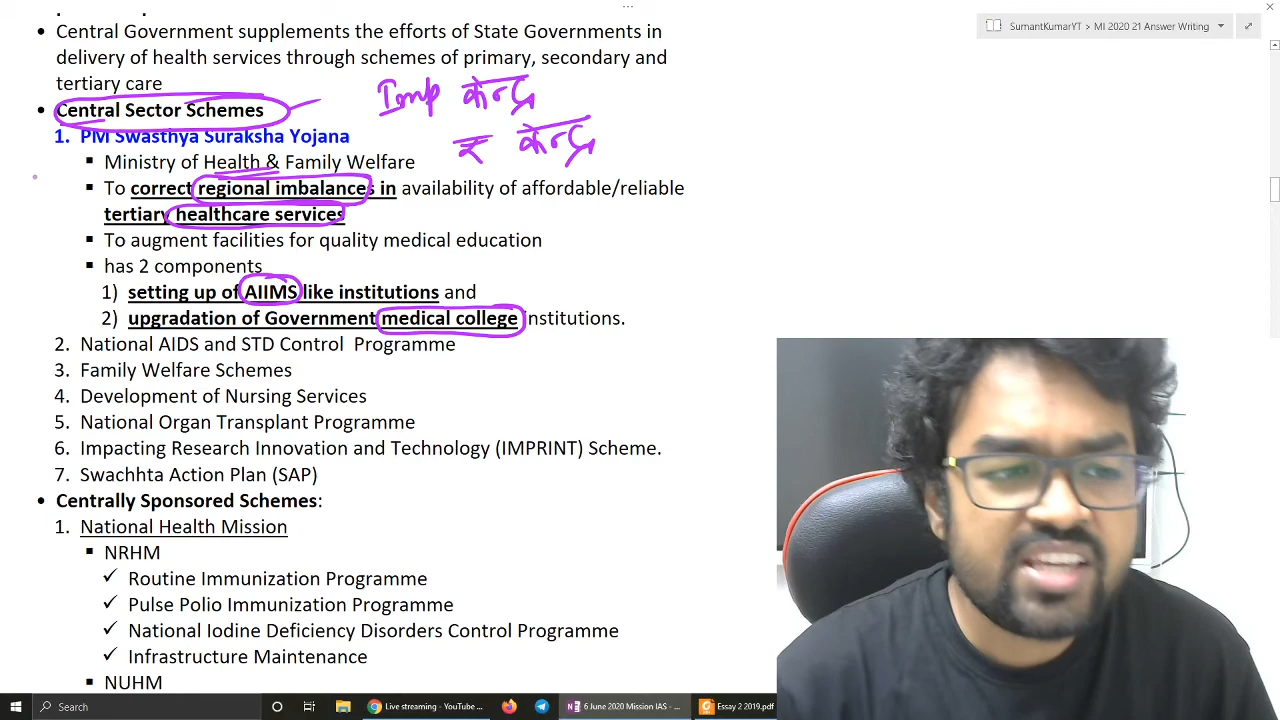 SumantKumarYT > MI 2020 21 Answer Writing
• Central Government supplements the efforts of State Governments in
delivery of health services through schemes of primary, secondary and
tertiary care
Imp केन्द्र
• Central Sector Schemes
1. PM Swasthya Suraksha Yojana
₹ केन्द्र
▪ Ministry of Health & Family Welfare
▪ To correct regional imbalances in availability of affordable/reliable
tertiary healthcare services
▪ To augment facilities for quality medical education
▪ has 2 components
1) setting up of AIIMS like institutions and
2) upgradation of Government medical college institutions.
2. National AIDS and STD Control Programme
3. Family Welfare Schemes
4. Development of Nursing Services
5. National Organ Transplant Programme
6. Impacting Research Innovation and Technology (IMPRINT) Scheme.
7. Swachhta Action Plan (SAP)
• Centrally Sponsored Schemes:
1. National Health Mission
▪ NRHM
✓ Routine Immunization Programme
✓ Pulse Polio Immunization Programme
✓ National Iodine Deficiency Disorders Control Programme
✓ Infrastructure Maintenance
▪ NUHM
Search
Live streaming - YouTube ...
6 June 2020 Mission IAS - ...
Essay 2 2019.pdf